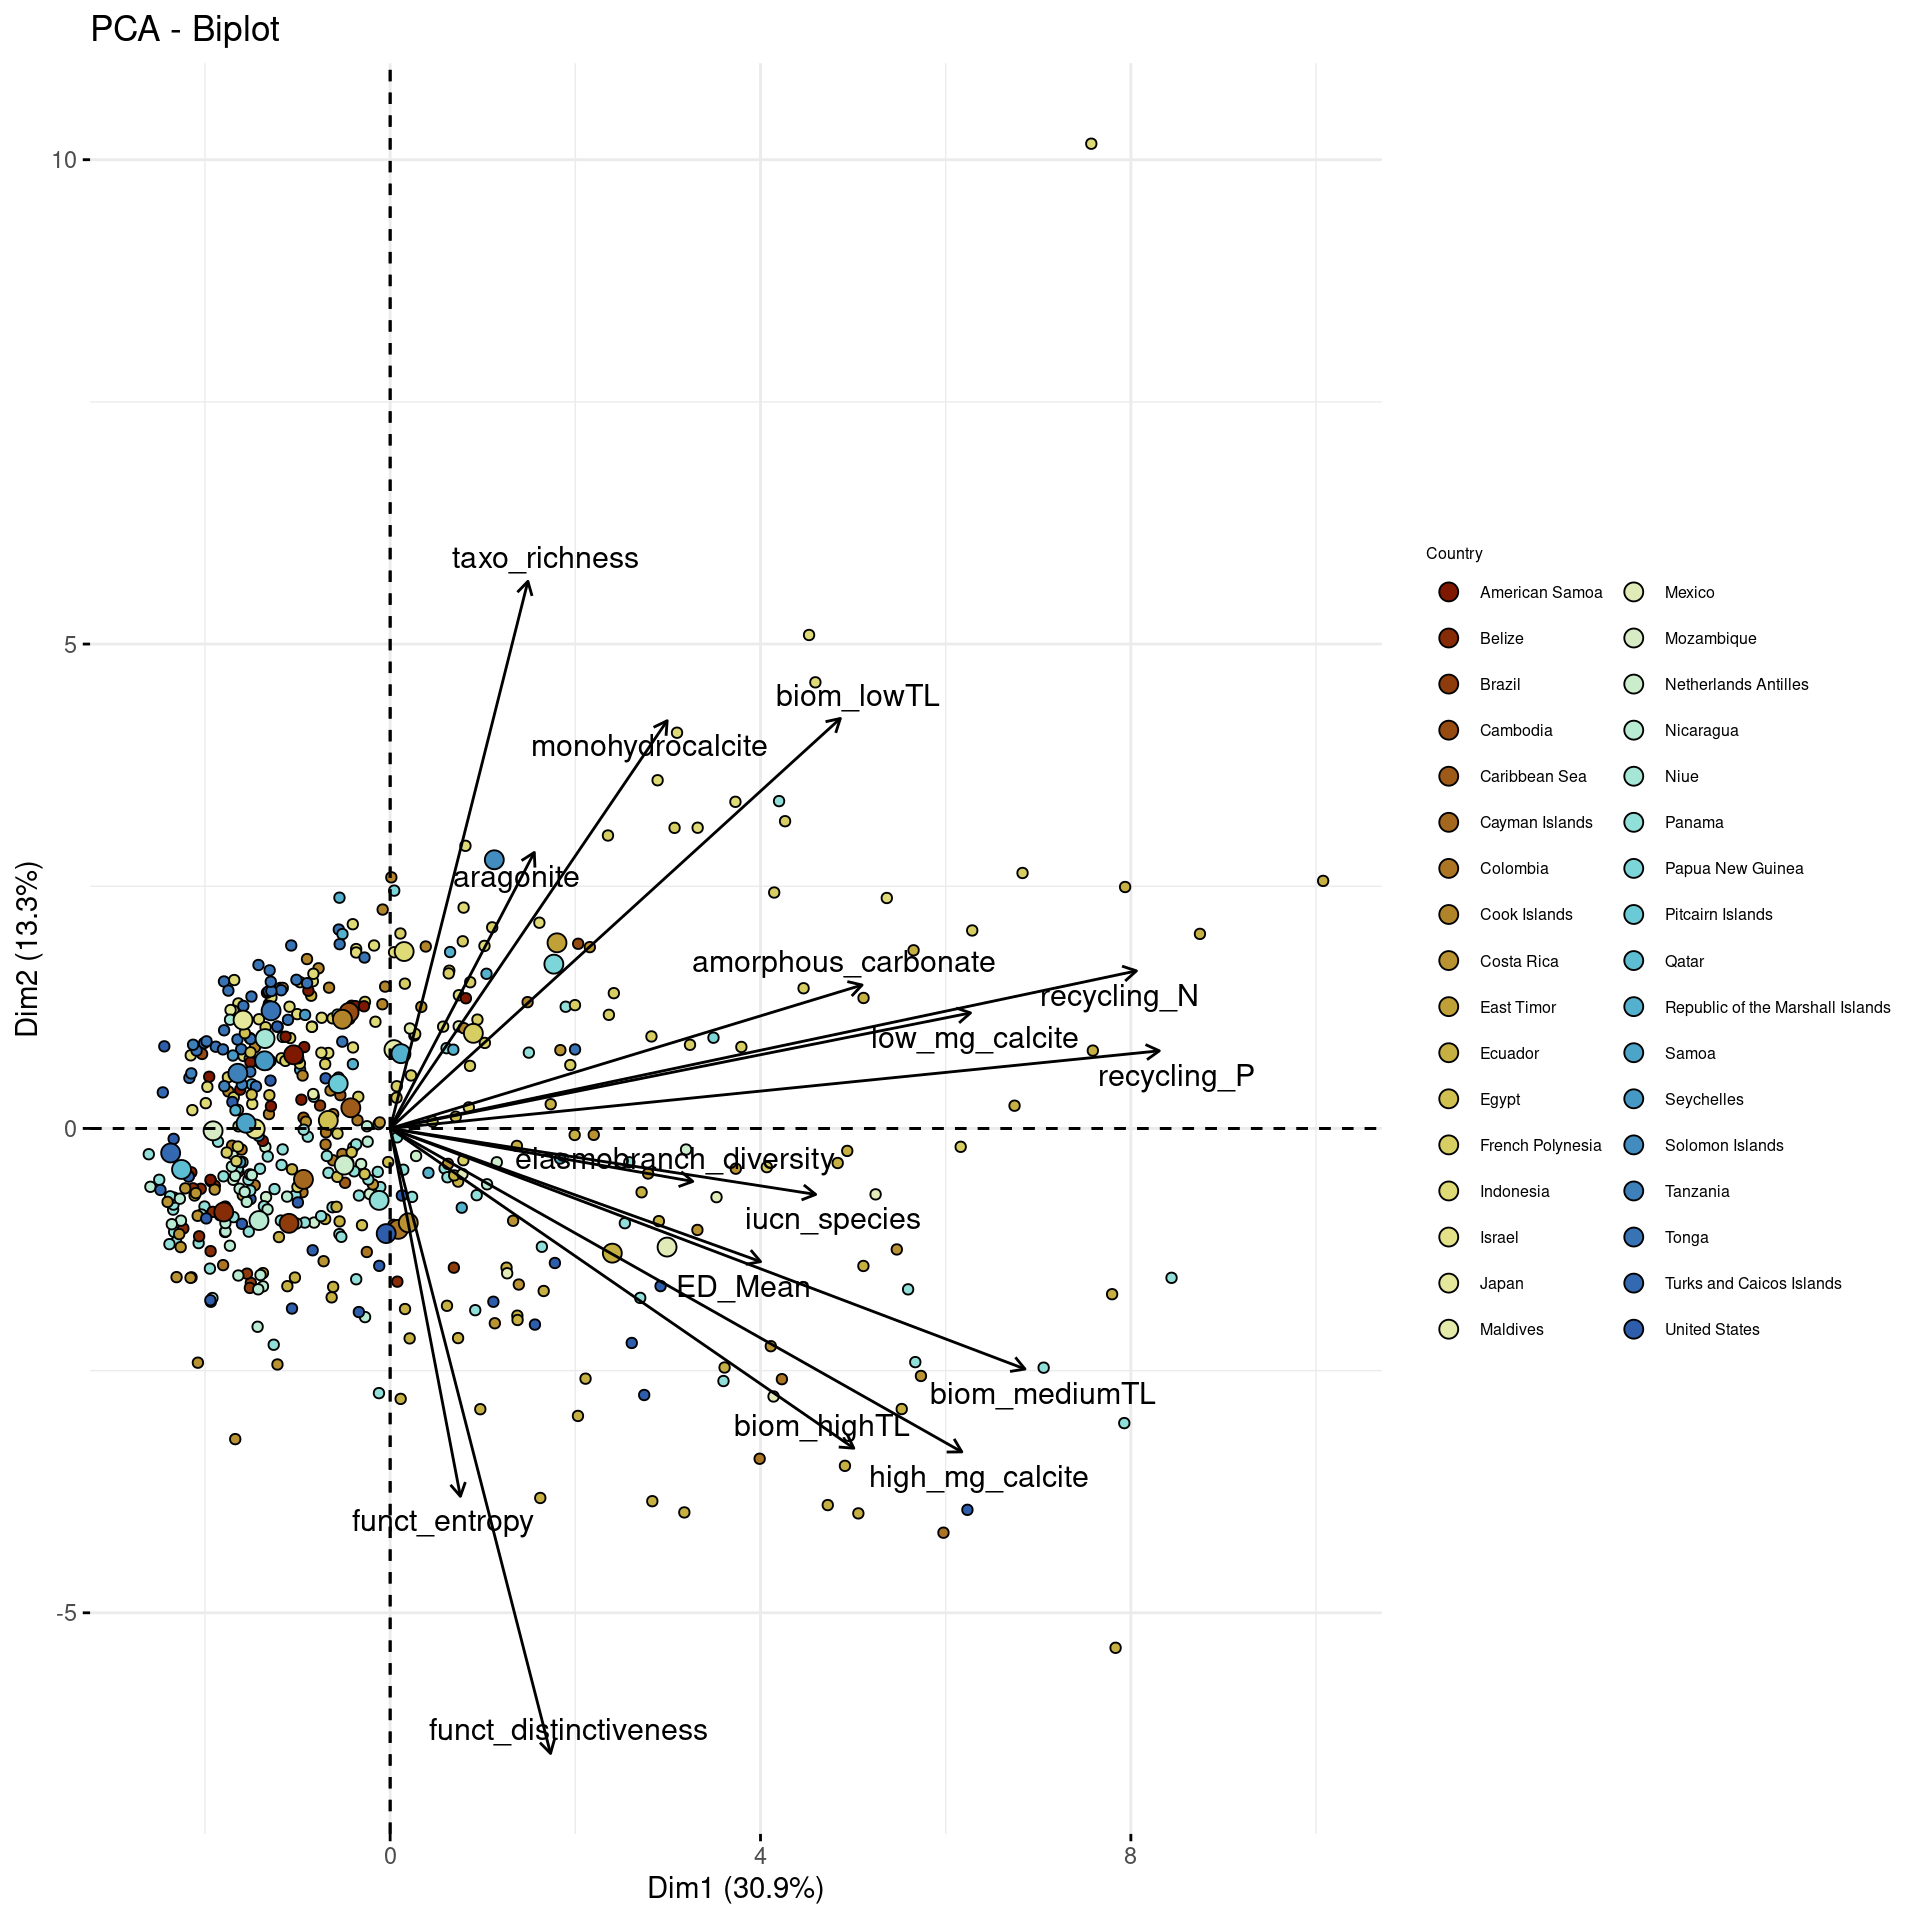 PCA - Biplot
10
5
0
-5
Dim2 (13.3%)
taxo_richness
biom_lowTL
monohydrocalcite
aragonite
amorphous_carbonate
recycling_N
low_mg_calcite
recycling_P
elasmobranch_diversity
iucn_species
ED_Mean
biom_mediumTL
biom_highTL
high_mg_calcite
funct_entropy
funct_distinctiveness
0
4
8
Dim1 (30.9%)
Country
American Samoa
Belize
Brazil
Cambodia
Caribbean Sea
Cayman Islands
Colombia
Cook Islands
Costa Rica
East Timor
Ecuador
Egypt
French Polynesia
Indonesia
Israel
Japan
Maldives
Mexico
Mozambique
Netherlands Antilles
Nicaragua
Niue
Panama
Papua New Guinea
Pitcairn Islands
Qatar
Republic of the Marshall Islands
Samoa
Seychelles
Solomon Islands
Tanzania
Tonga
Turks and Caicos Islands
United States